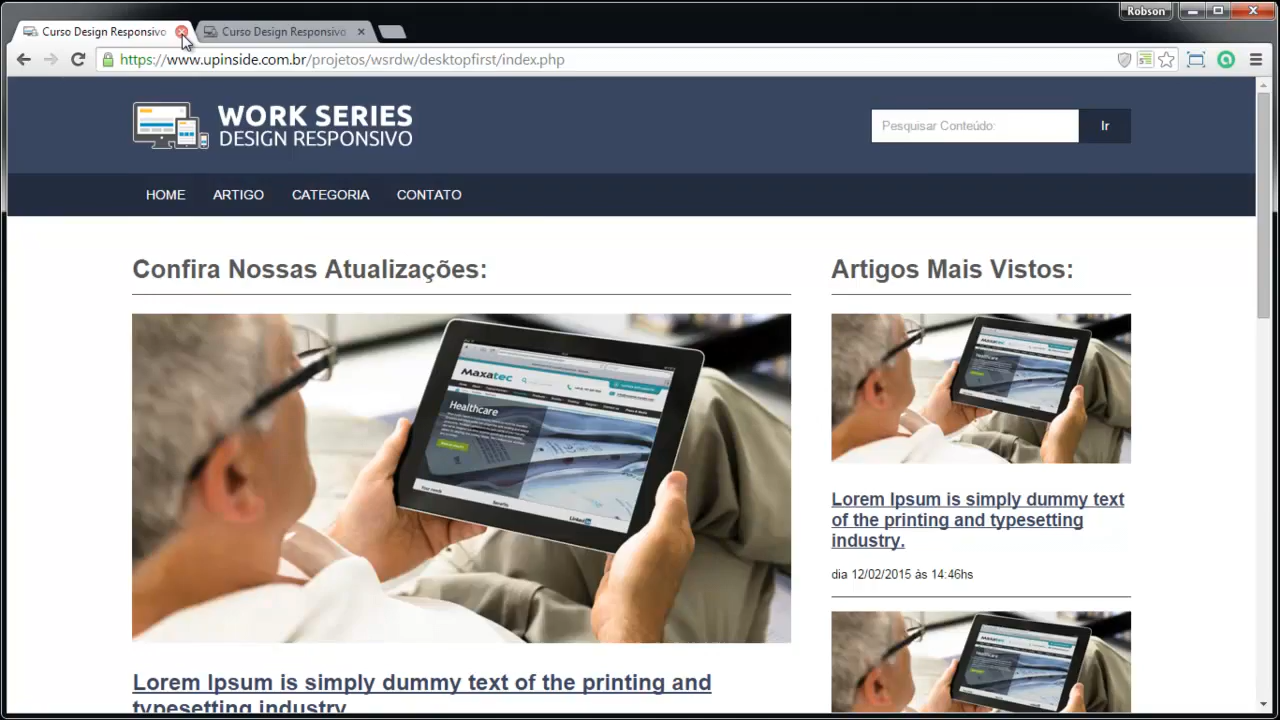 Robson
Curso Design Responsivo
Curso Design Responsivo
https://www.upinside.com.br/projetos/wsrdw/desktopfirst/index.php
WORK SERIES
DESIGN RESPONSIVO
Pesquisar Conteúdo:
Ir
HOME ARTIGO CATEGORIA CONTATO
Confira Nossas Atualizações:
Maxatec
Healthcare
Lorem Ipsum is simply dummy text of the printing and
typesetting industry.
Artigos Mais Vistos:
Lorem Ipsum is simply dummy text
of the printing and typesetting
industry.
dia 12/02/2015 às 14:46hs